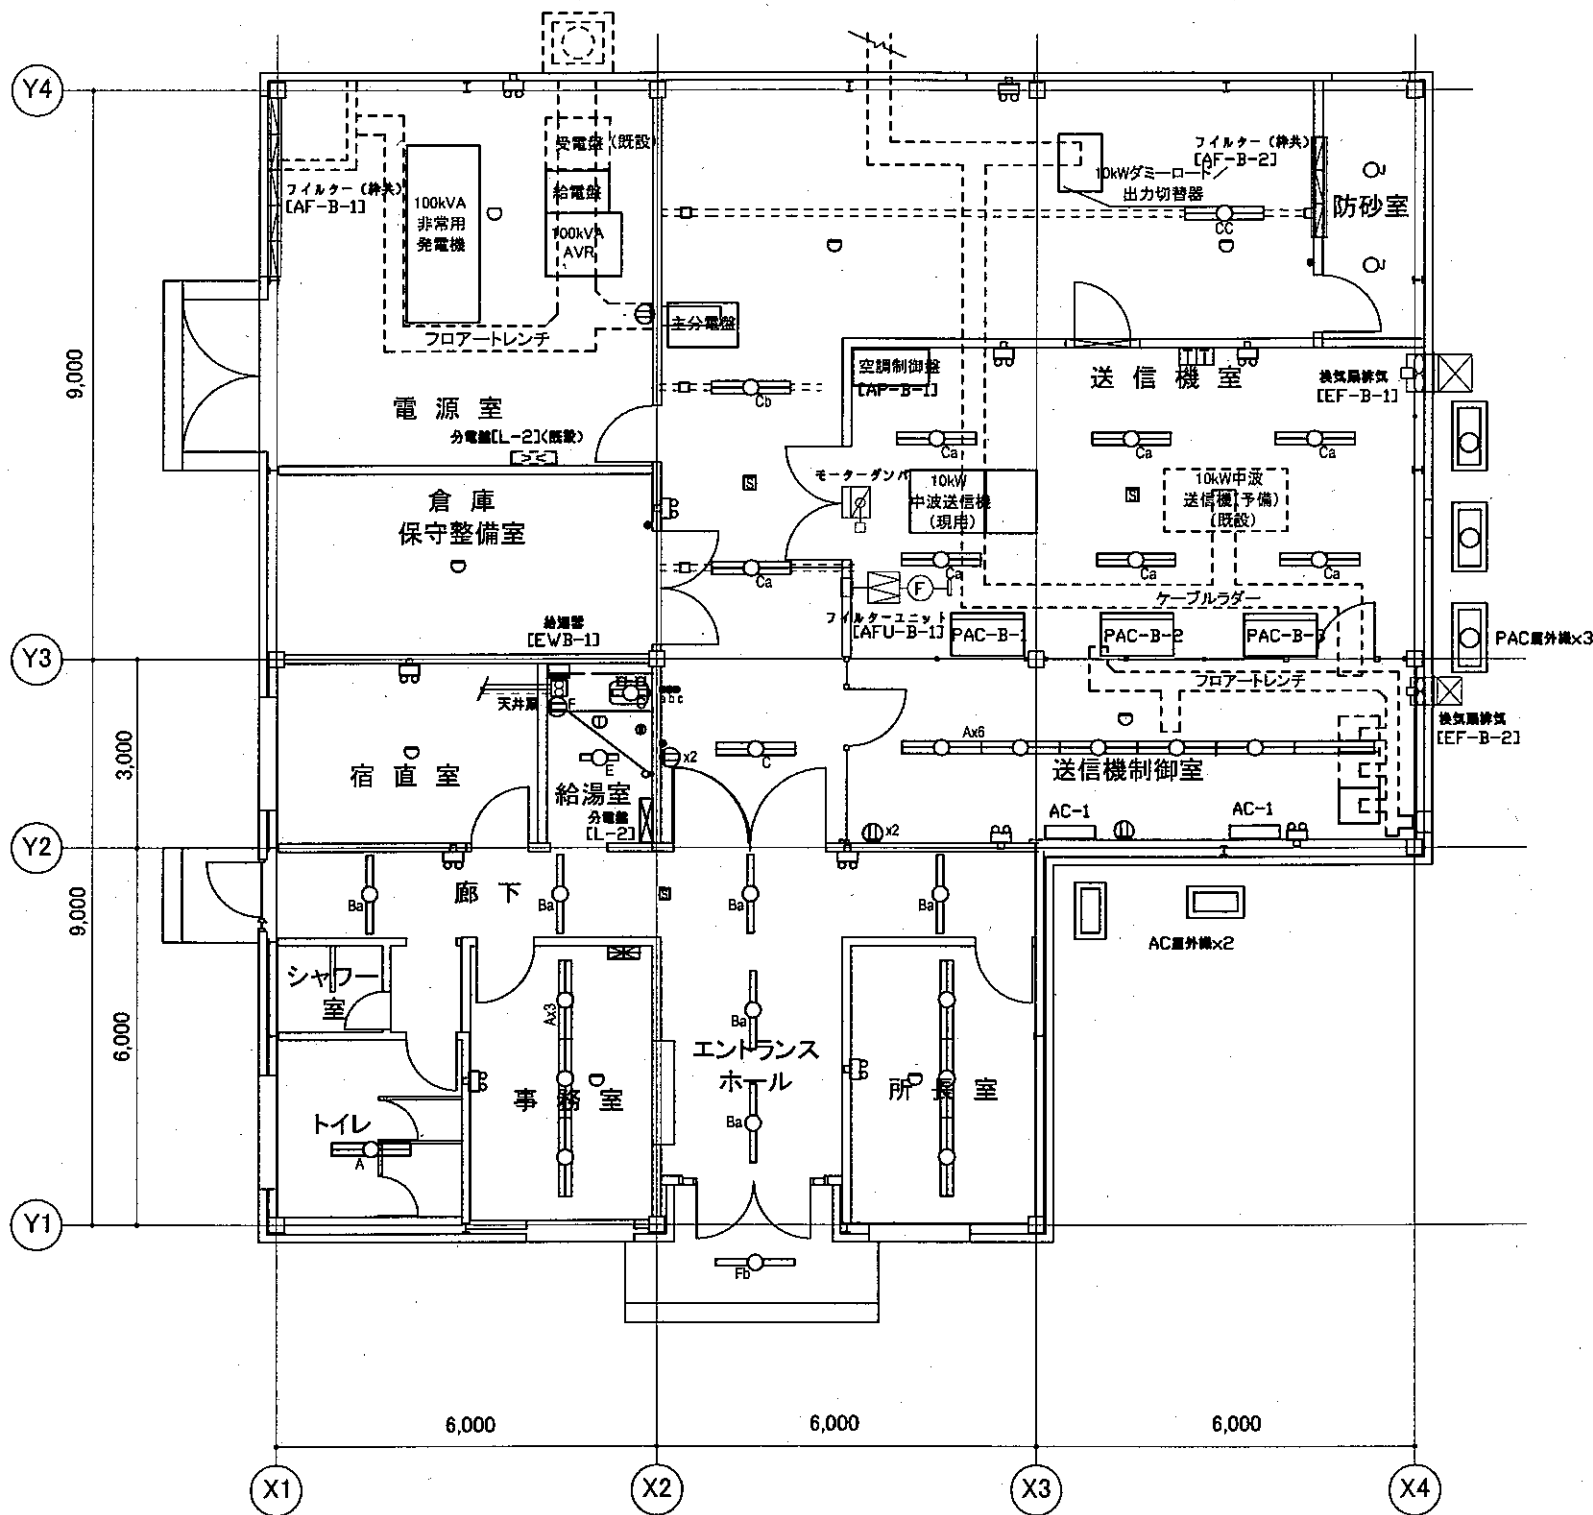 Y4
受電盤(既設)
フイルター(枠共)
[AF-B-2]
給電盤
10kWダミーロード/
出力切替器
フイルター(枠共)
[AF-B-1]
100kVA
非常用
発電機
防砂室
100kVA
AVR
CC
主分電盤
フロアートレンチ
9,000
空調制御盤
[AP-B-1]
送信機室
換気扇排気
[EF-B-1]
電源室
Cb
分電盤[L-2](既設)
Ca
Ca
Ca
モーターダンパ
S
10kW
中波送信機
(現用)
10kW中波
送信機(予備)
(既設)
S
倉庫
保守整備室
Ca
Ca
Ca
Ca
F
ケーブルラダー
フイルターユニット
[AFU-B-1]
給湯器
[EWB-1]
PAC-B-1
PAC-B-2
PAC-B-3
PAC屋外機x3
Y3
フロアートレンチ
天井扇
F
a b c
換気扇排気
[EF-B-2]
3,000
Ax6
宿直室
E
x2
C
送信機制御室
給湯室
分電盤
[L-2]
AC-1
AC-1
x2
Y2
廊下
Ba
Ba
S
Ba
Ba
9,000
AC屋外機x2
シャワー
室
Ax3
Ba
6,000
エントランス
ホール
事務室
所長室
トイレ
A
Ba
Y1
Fb
6,000
6,000
6,000
X1
X2
X3
X4